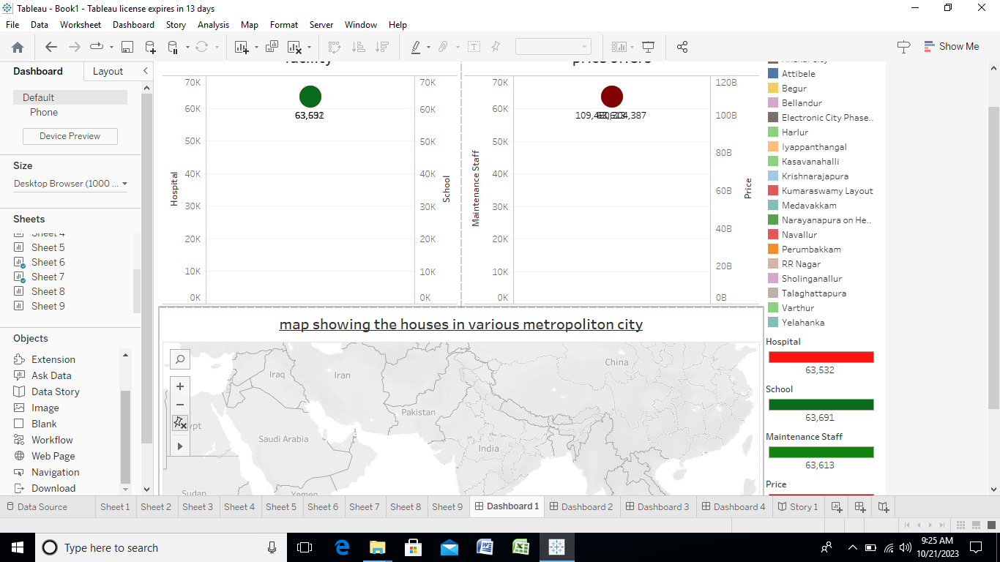 Tableau - Book1 - Tableau license expires in 13 days
File Data Worksheet Dashboard Story Analysis Map Format Server Window Help
Show Me
Dashboard Layout
Default
Phone
Device Preview
Size
Desktop Browser (1000 ...
Sheets
Sheet 4
Sheet 5
Sheet 6
Sheet 7
Sheet 8
Sheet 9
Objects
Extension
Ask Data
Data Story
Image
Blank
Workflow
Web Page
Navigation
Download
facility
Hospital
70K
60K
50K
40K
30K
20K
10K
0K
70K
60K
50K
40K
30K
20K
10K
0K
School
price offers
Maintenance Staff
70K
60K
50K
40K
30K
20K
10K
0K
120B
100B
80B
60B
40B
20B
0B
Price
map showing the houses in various metropoliton city
Iraq
Iran
China
Pakistan
Saudi Arabia
India
Sudan
Yemen
Attibele
Begur
Bellandur
Electronic City Phase..
Harlur
Iyappanthangal
Kasavanahalli
Krishnarajapura
Kumaraswamy Layout
Medavakkam
Narayanapura on He..
Navallur
Perumbakkam
RR Nagar
Sholinganallur
Talaghattapura
Varthur
Yelahanka
Hospital
63,532
School
63,691
Maintenance Staff
63,613
Price
Data Source Sheet 1 Sheet 2 Sheet 3 Sheet 4 Sheet 5 Sheet 6 Sheet 7 Sheet 8 Sheet 9 Dashboard 1 Dashboard 2 Dashboard 3 Dashboard 4 Story 1
Type here to search
9:25 AM
10/21/2023